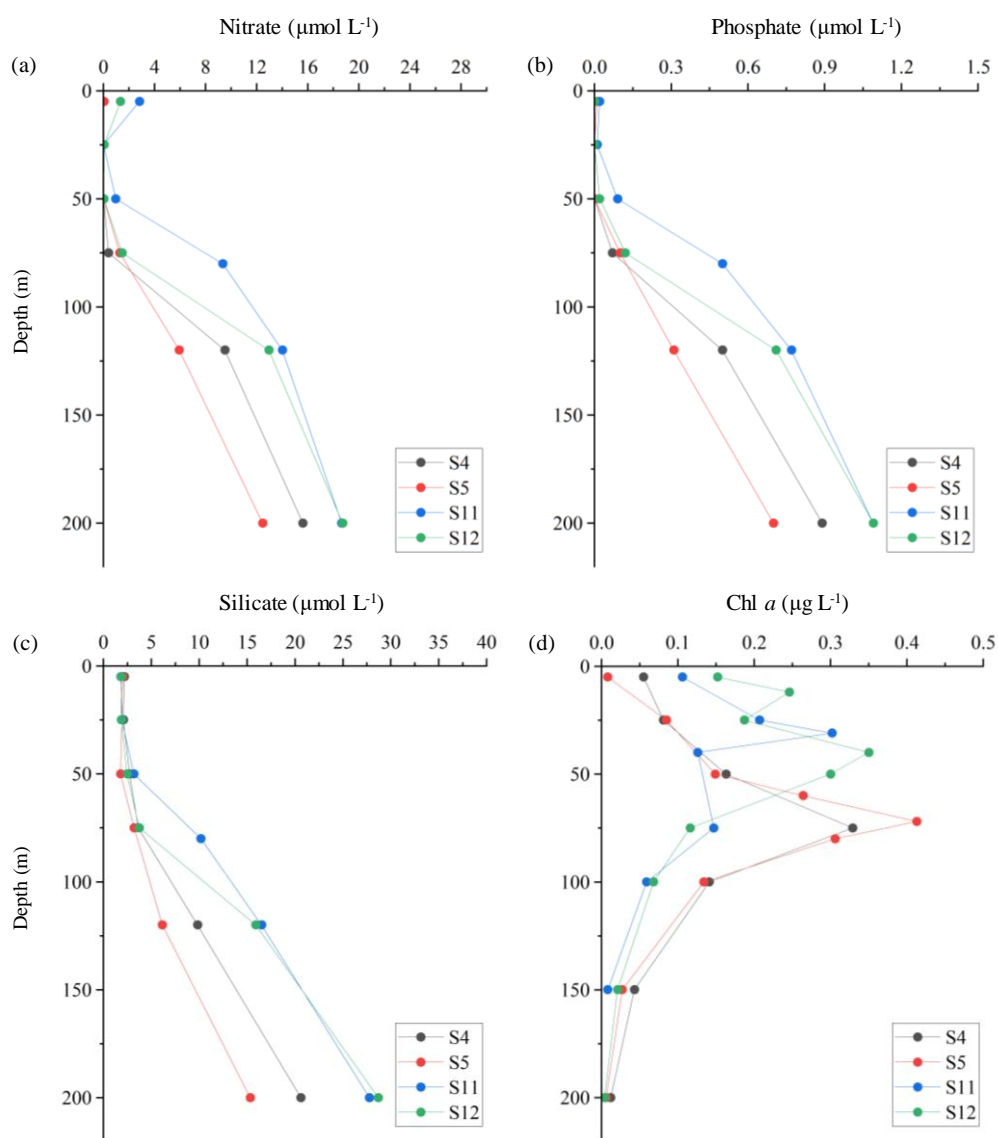 Nitrate (μmol L-1)
(a)
0 4 8 12 16 20 24 28
0
50
100
150
200
Depth (m)
S4
S5
S11
S12
Phosphate (μmol L-1)
(b)
0.0 0.3 0.6 0.9 1.2 1.5
0
50
100
150
200
S4
S5
S11
S12
Silicate (μmol L-1)
(c)
0 5 10 15 20 25 30 35 40
0
50
100
150
200
Depth (m)
S4
S5
S11
S12
Chl a (μg L-1)
(d)
0.0 0.1 0.2 0.3 0.4 0.5
0
50
100
150
200
S4
S5
S11
S12